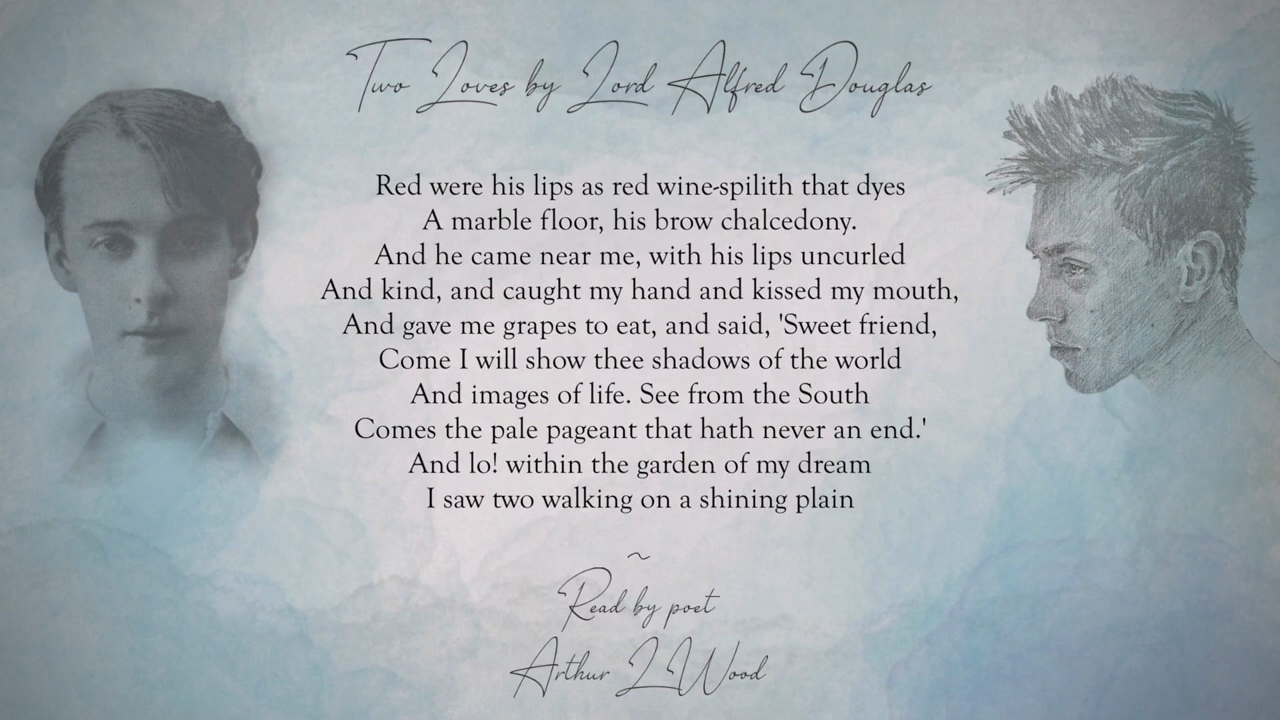 Two Loves by Lord Alfred Douglas
Red were his lips as red wine-spilith that dyes
A marble floor, his brow chalcedony.
And he came near me, with his lips uncurled
And kind, and caught my hand and kissed my mouth,
And gave me grapes to eat, and said, 'Sweet friend,
Come I will show thee shadows of the world
And images of life. See from the South
Comes the pale pageant that hath never an end.'
And lo! within the garden of my dream
I saw two walking on a shining plain
~
Read by poet
Arthur L Wood